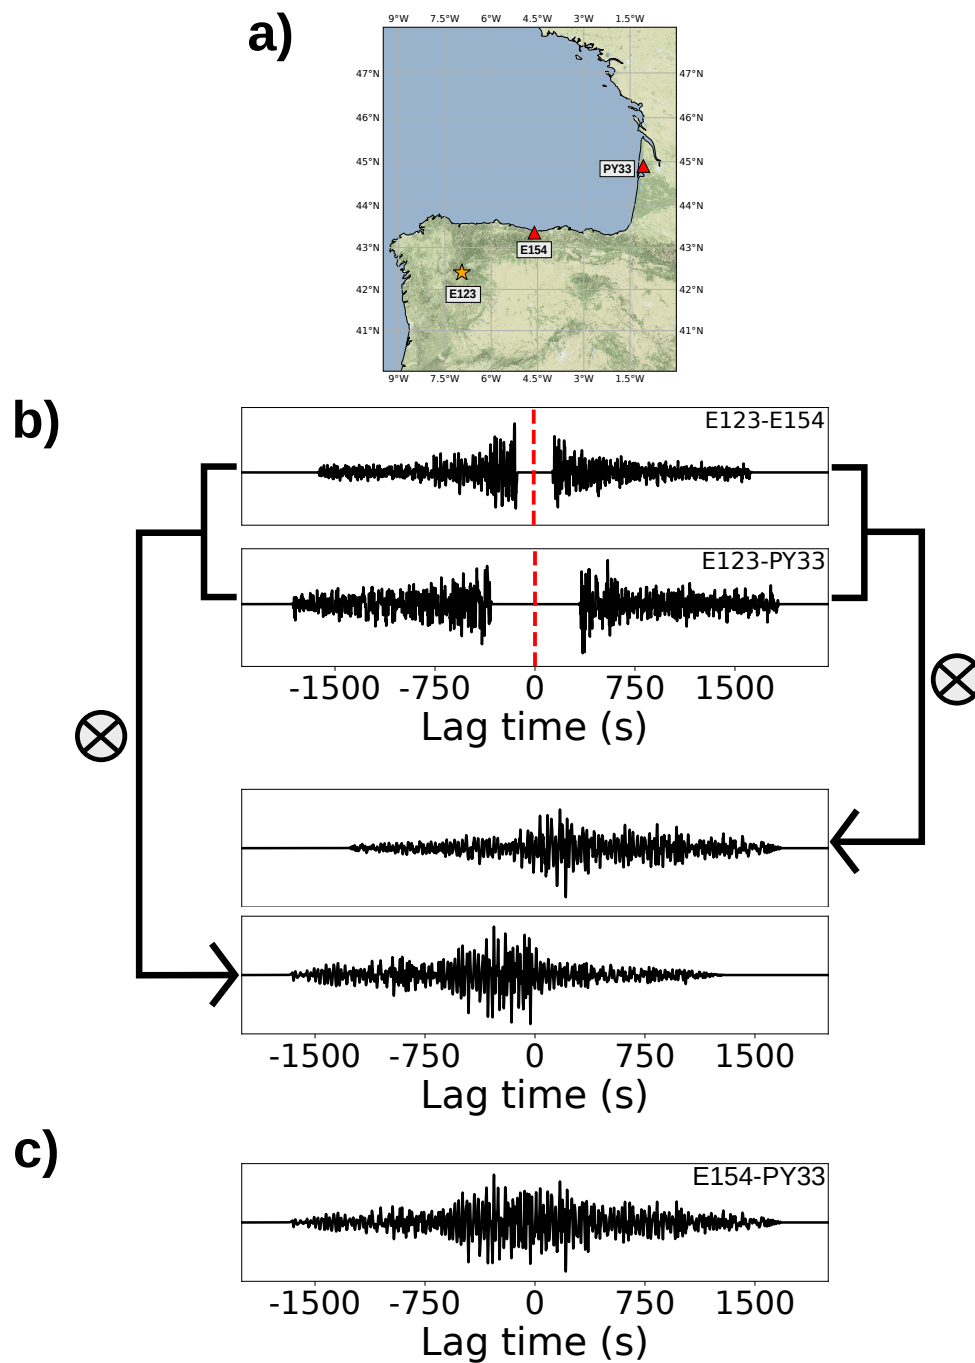 a)
9°W 7.5°W 6°W 4.5°W 3°W 1.5°W
47°N 47°N
46°N 46°N
45°N PY33 45°N
44°N 44°N
43°N E154 43°N
42°N E123 42°N
41°N 41°N
9°W 7.5°W 6°W 4.5°W 3°W 1.5°W
b)
E123-E154
E123-PY33
-1500 -750 0 750 1500
Lag time (s)
-1500 -750 0 750 1500
Lag time (s)
c)
E154-PY33
-1500 -750 0 750 1500
Lag time (s)